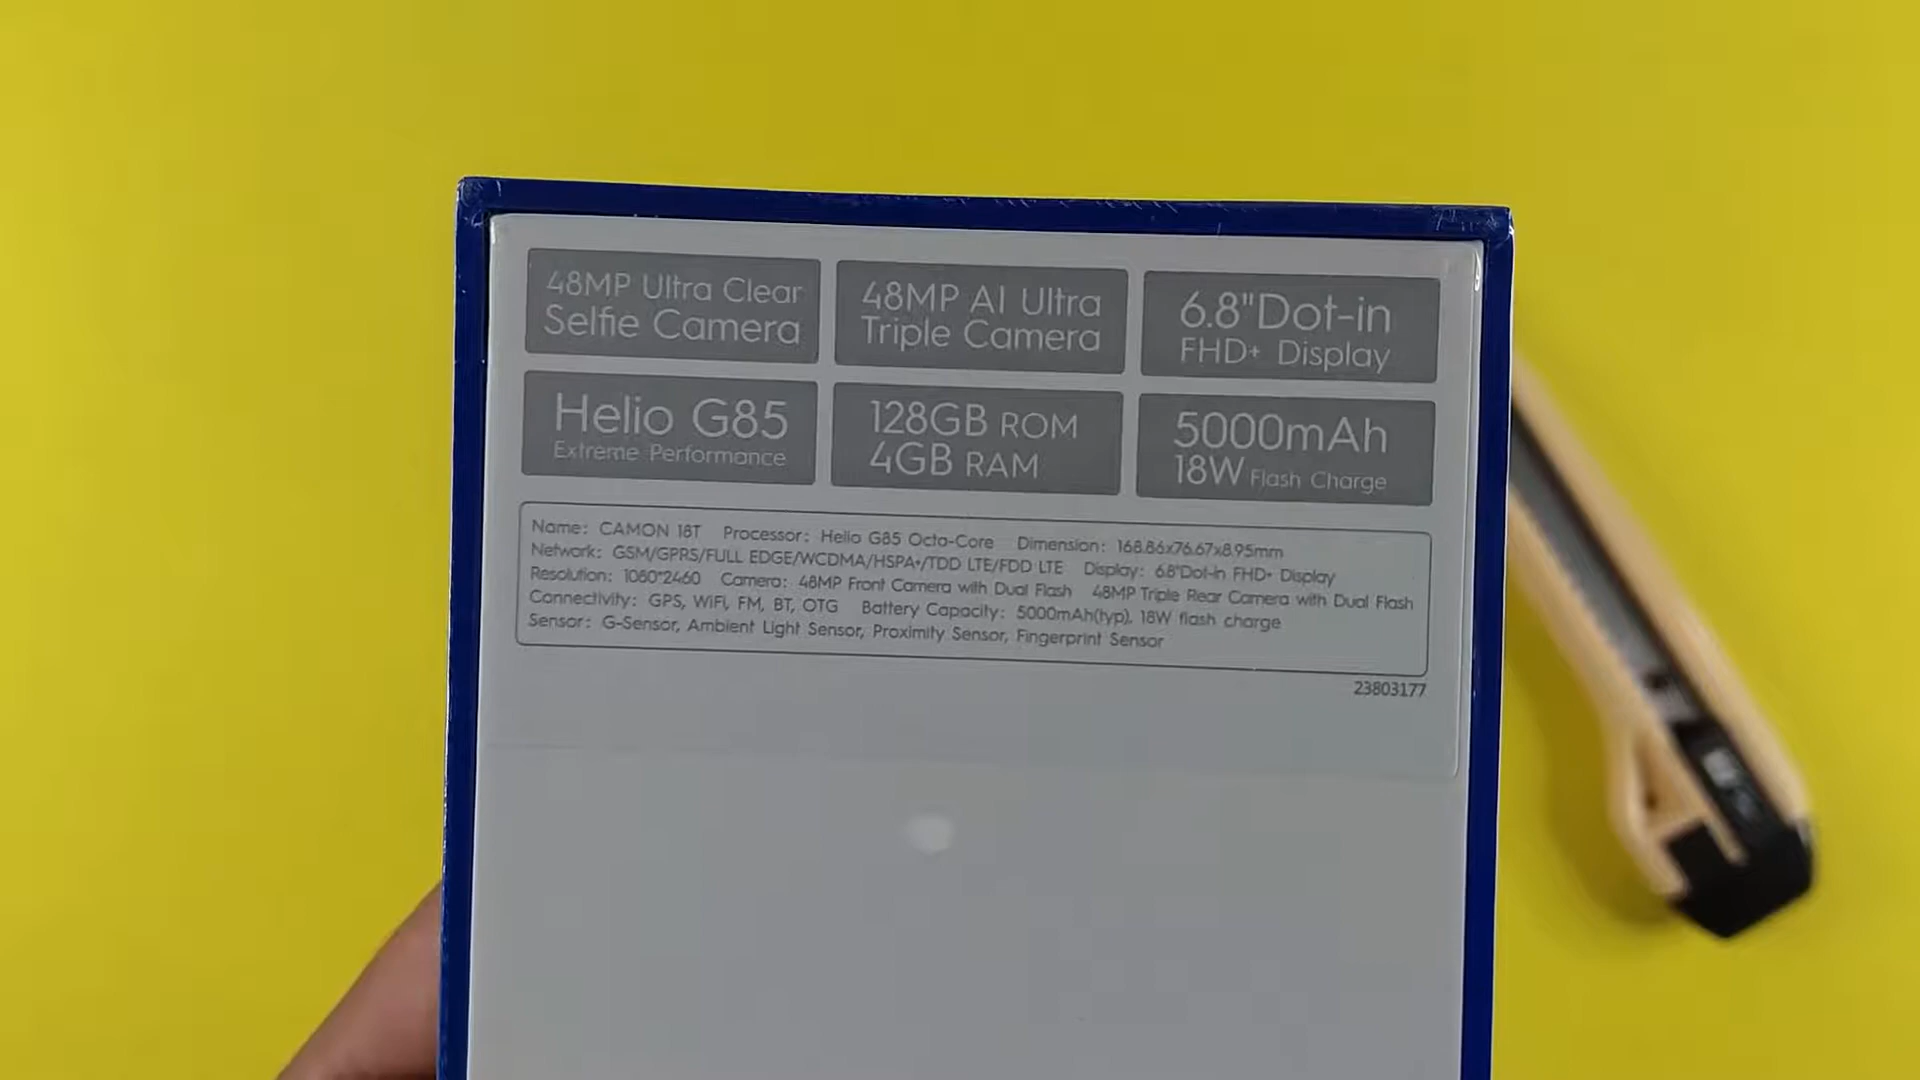 48MP Ultra Clear
Selfie Camera
48MP AI Ultra
Triple Camera
6.8"Dot-in
FHD+ Display
Helio G85
Extreme Performance
128GB ROM
4GB RAM
5000mAh
18W Flash Charge
Name: CAMON 18T Processor: Helio G85 Octa-Core Dimension: 168.86x76.67x8.95mm
Network: GSM/GPRS/FULL EDGE/WCDMA/HSPA+/TDD LTE/FDD LTE Display: 6.8"Dot-in FHD+ Display
Resolution: 1080*2460 Camera: 48MP Front Camera with Dual Flash 48MP Triple Rear Camera with Dual Flash
Connectivity: GPS, WiFi, FM, BT, OTG Battery Capacity: 5000mAh(typ), 18W flash charge
Sensor: G-Sensor, Ambient Light Sensor, Proximity Sensor, Fingerprint Sensor
23803177